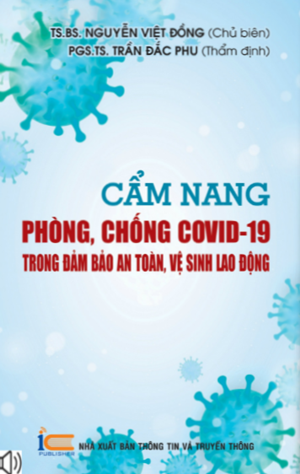 TS.BS. NGUYỄN VIỆT ĐỒNG (Chủ biên)
PGS.TS. TRẦN ĐẮC PHU (Thẩm định)
CẨM NANG
PHÒNG, CHỐNG COVID-19
TRONG ĐẢM BẢO AN TOÀN, VỆ SINH LAO ĐỘNG
ic
PUBLISHER
NHÀ XUẤT BẢN THÔNG TIN VÀ TRUYỀN THÔNG